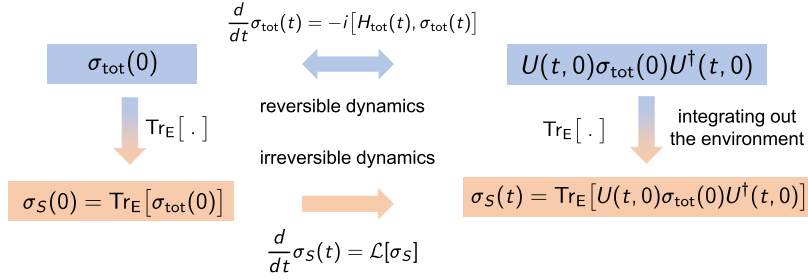 d/dt σ_tot(t) = −i[H_tot(t), σ_tot(t)]
σ_tot(0)
U(t, 0)σ_tot(0)U†(t, 0)
reversible dynamics
Tr_E[ . ]
Tr_E[ . ]
integrating out
the environment
irreversible dynamics
σ_S(0) = Tr_E[σ_tot(0)]
σ_S(t) = Tr_E[U(t, 0)σ_tot(0)U†(t, 0)]
d/dt σ_S(t) = ℒ[σ_S]